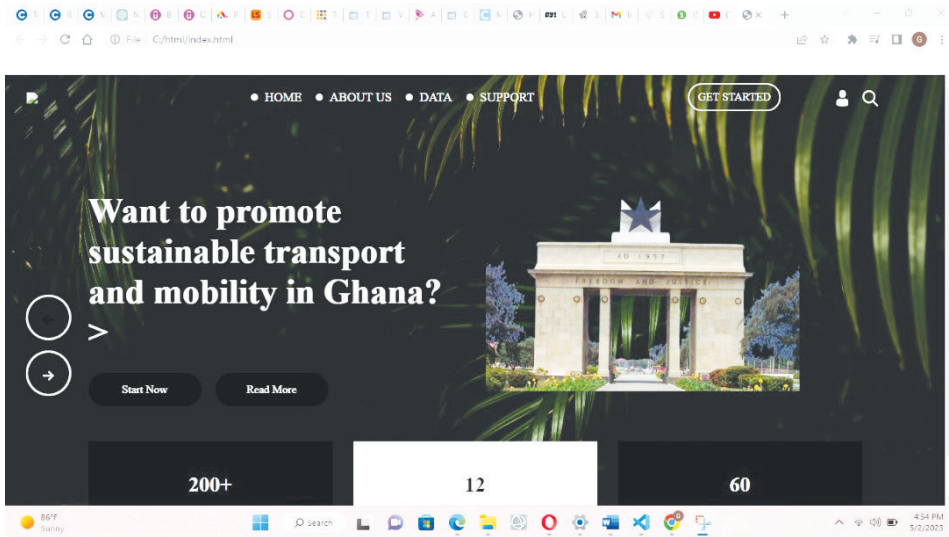 File C:/html/index.html
HOME ABOUT US DATA SUPPORT GET STARTED
Want to promote
sustainable transport
and mobility in Ghana?
>
AD 1957
FREEDOM AND JUSTICE
Start Now Read More
200+ 12 60
86°F
Sunny
Search
4:54 PM
5/2/2023